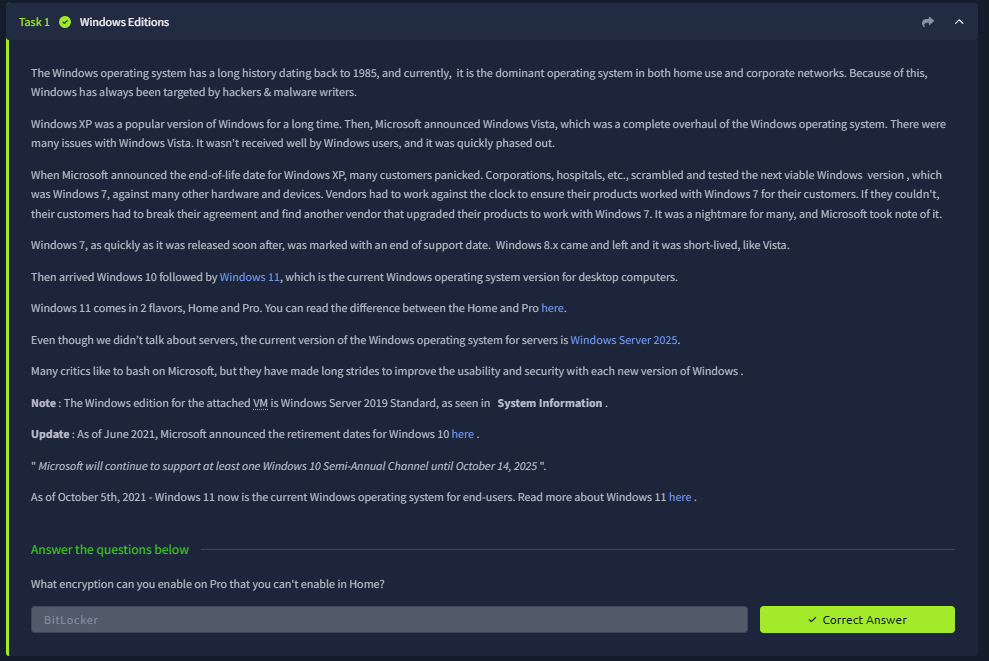 Task 1 Windows Editions
The Windows operating system has a long history dating back to 1985, and currently, it is the dominant operating system in both home use and corporate networks. Because of this,
Windows has always been targeted by hackers & malware writers.
Windows XP was a popular version of Windows for a long time. Then, Microsoft announced Windows Vista, which was a complete overhaul of the Windows operating system. There were
many issues with Windows Vista. It wasn't received well by Windows users, and it was quickly phased out.
When Microsoft announced the end-of-life date for Windows XP, many customers panicked. Corporations, hospitals, etc., scrambled and tested the next viable Windows version , which
was Windows 7, against many other hardware and devices. Vendors had to work against the clock to ensure their products worked with Windows 7 for their customers. If they couldn't,
their customers had to break their agreement and find another vendor that upgraded their products to work with Windows 7. It was a nightmare for many, and Microsoft took note of it.
Windows 7, as quickly as it was released soon after, was marked with an end of support date. Windows 8.x came and left and it was short-lived, like Vista.
Then arrived Windows 10 followed by Windows 11, which is the current Windows operating system version for desktop computers.
Windows 11 comes in 2 flavors, Home and Pro. You can read the difference between the Home and Pro here.
Even though we didn't talk about servers, the current version of the Windows operating system for servers is Windows Server 2025.
Many critics like to bash on Microsoft, but they have made long strides to improve the usability and security with each new version of Windows .
Note : The Windows edition for the attached VM is Windows Server 2019 Standard, as seen in System Information .
Update : As of June 2021, Microsoft announced the retirement dates for Windows 10 here .
" Microsoft will continue to support at least one Windows 10 Semi-Annual Channel until October 14, 2025 ".
As of October 5th, 2021 - Windows 11 now is the current Windows operating system for end-users. Read more about Windows 11 here .
Answer the questions below
What encryption can you enable on Pro that you can't enable in Home?
BitLocker
Correct Answer